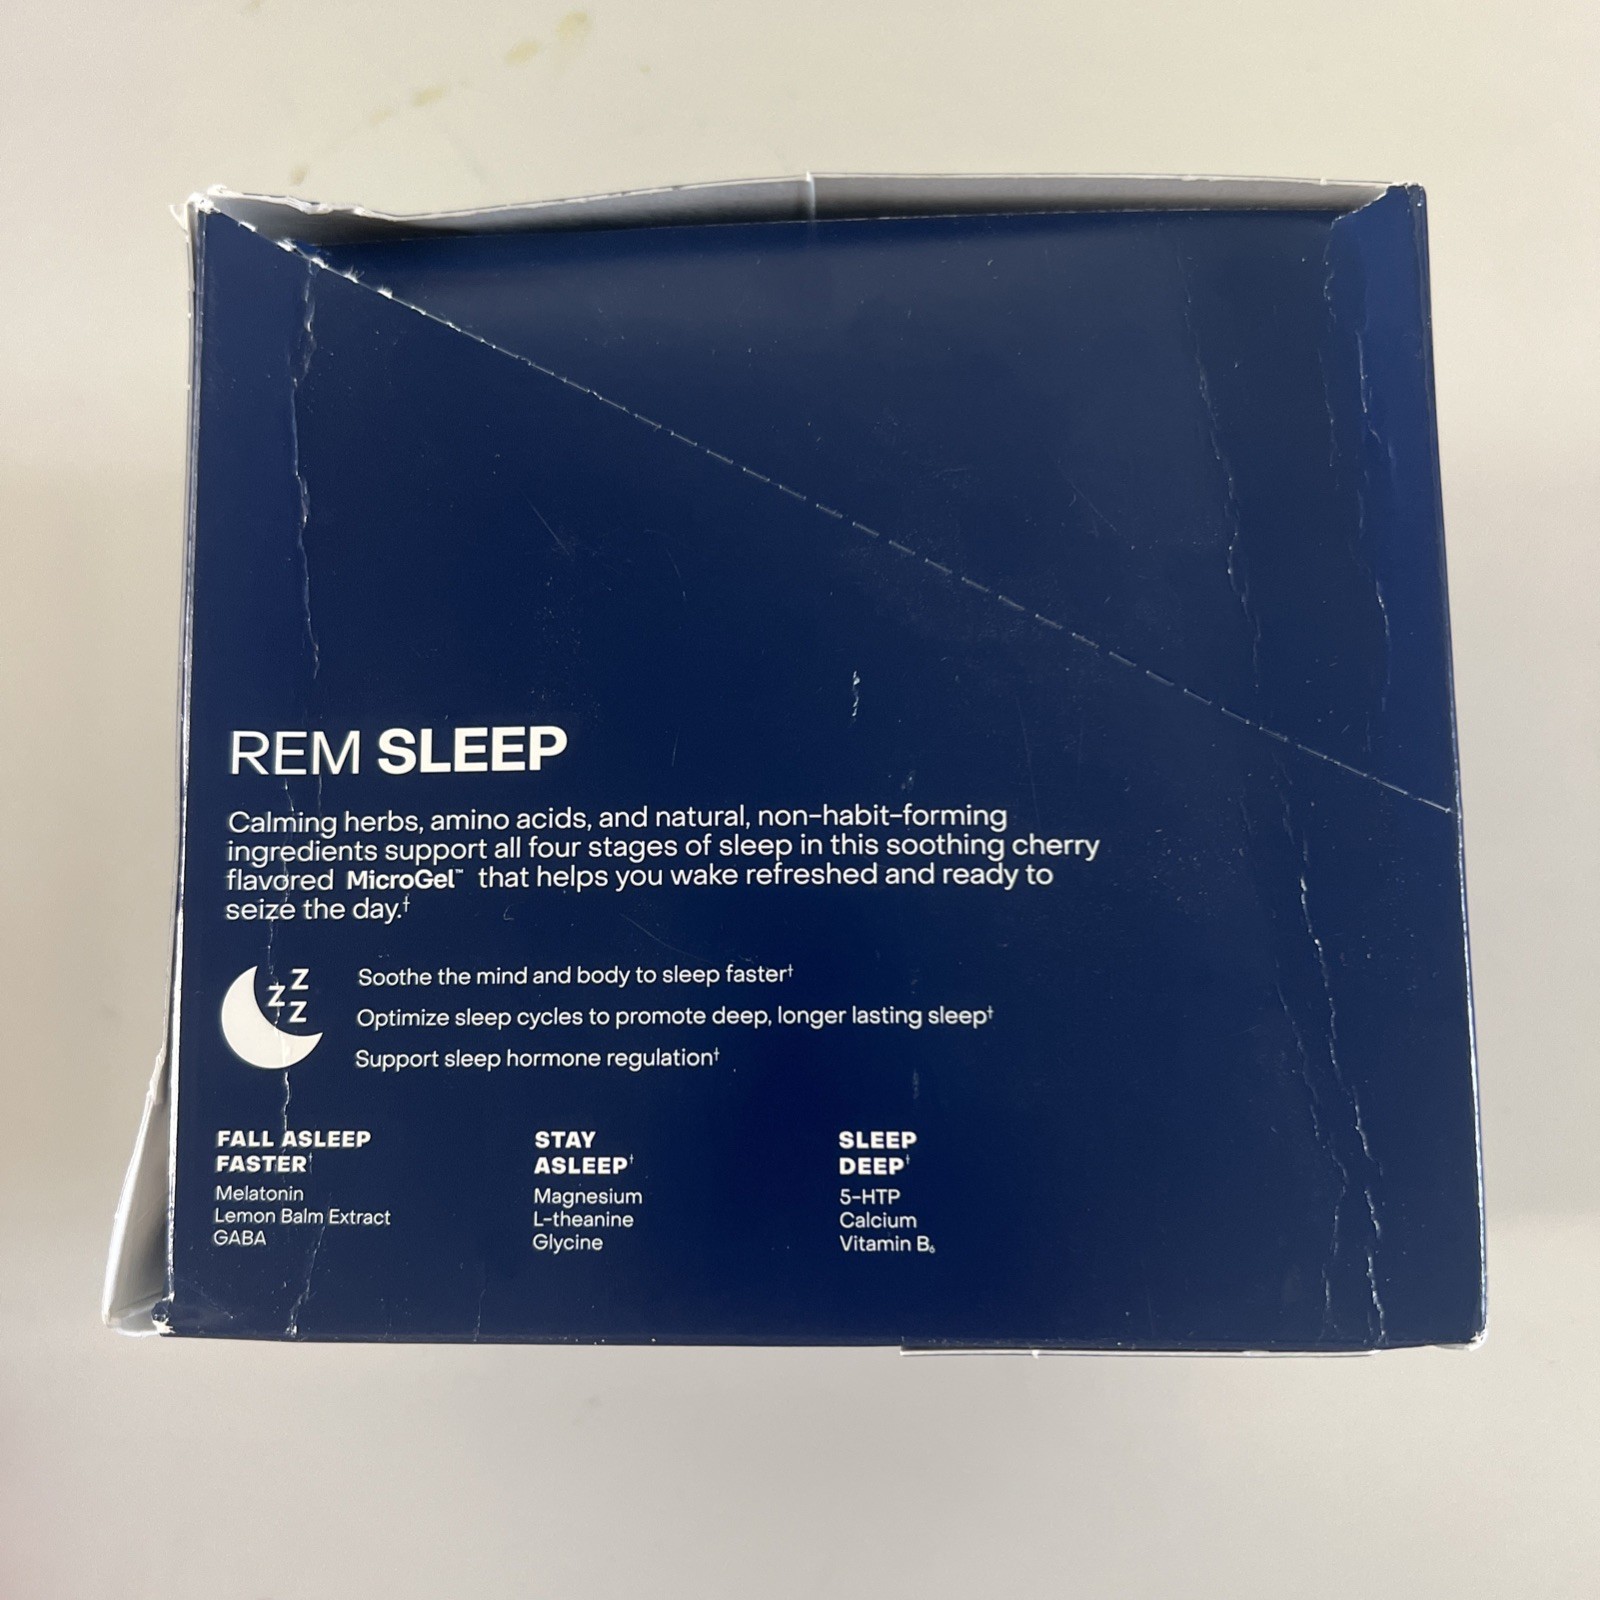 REM SLEEP
Calming herbs, amino acids, and natural, non-habit-forming
ingredients support all four stages of sleep in this soothing cherry
flavored MicroGel™ that helps you wake refreshed and ready to
seize the day.†
Z
Z
Z
Soothe the mind and body to sleep faster†
Optimize sleep cycles to promote deep, longer lasting sleep†
Support sleep hormone regulation†
FALL ASLEEP
FASTER†
Melatonin
Lemon Balm Extract
GABA
STAY
ASLEEP†
Magnesium
L-theanine
Glycine
SLEEP
DEEP†
5-HTP
Calcium
Vitamin B₆